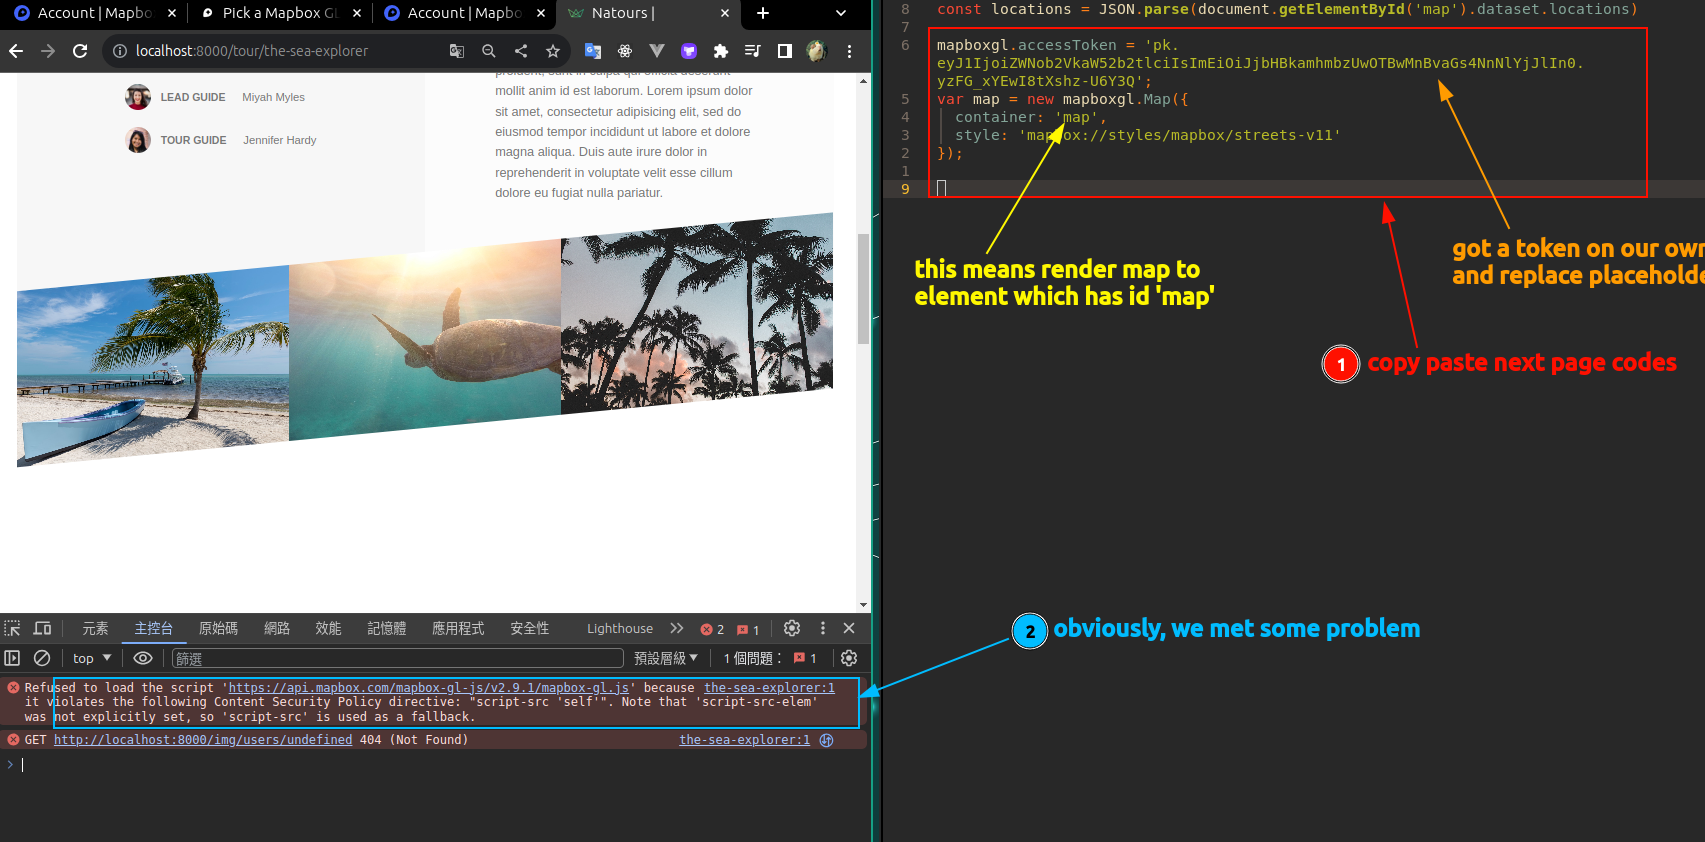 Account | Mapbo
Pick a Mapbox GL
Account | Mapbo
Natours |
localhost:8000/tour/the-sea-explorer
LEAD GUIDE Miyah Myles
TOUR GUIDE Jennifer Hardy
proident, sunt in culpa qui officia deserunt
mollit anim id est laborum. Lorem ipsum dolor
sit amet, consectetur adipisicing elit, sed do
eiusmod tempor incididunt ut labore et dolore
magna aliqua. Duis aute irure dolor in
reprehenderit in voluptate velit esse cillum
dolore eu fugiat nulla pariatur.
元素 主控台 原始碼 網路 效能 記憶體 應用程式 安全性 Lighthouse 2 1
top 篩選 預設層級 1 個問題： 1
Refused to load the script 'https://api.mapbox.com/mapbox-gl-js/v2.9.1/mapbox-gl.js' because the-sea-explorer:1
it violates the following Content Security Policy directive: "script-src 'self'". Note that 'script-src-elem'
was not explicitly set, so 'script-src' is used as a fallback.
GET http://localhost:8000/img/users/undefined 404 (Not Found) the-sea-explorer:1
>
8 const locations = JSON.parse(document.getElementById('map').dataset.locations)
7
6 mapboxgl.accessToken = 'pk.
eyJ1IjoiZWNob2VkaW52b2tlciIsImEiOiJjbHBkamhmbzUwOTBwMnBvaGs4NnNlYjJlIn0.
yzFG_xYEwI8tXshz-U6Y3Q';
5 var map = new mapboxgl.Map({
4 container: 'map',
3 style: 'mapbox://styles/mapbox/streets-v11'
2 });
1
9
this means render map to
element which has id 'map'
got a token on our own
and replace placeholde
1 copy paste next page codes
2 obviously, we met some problem